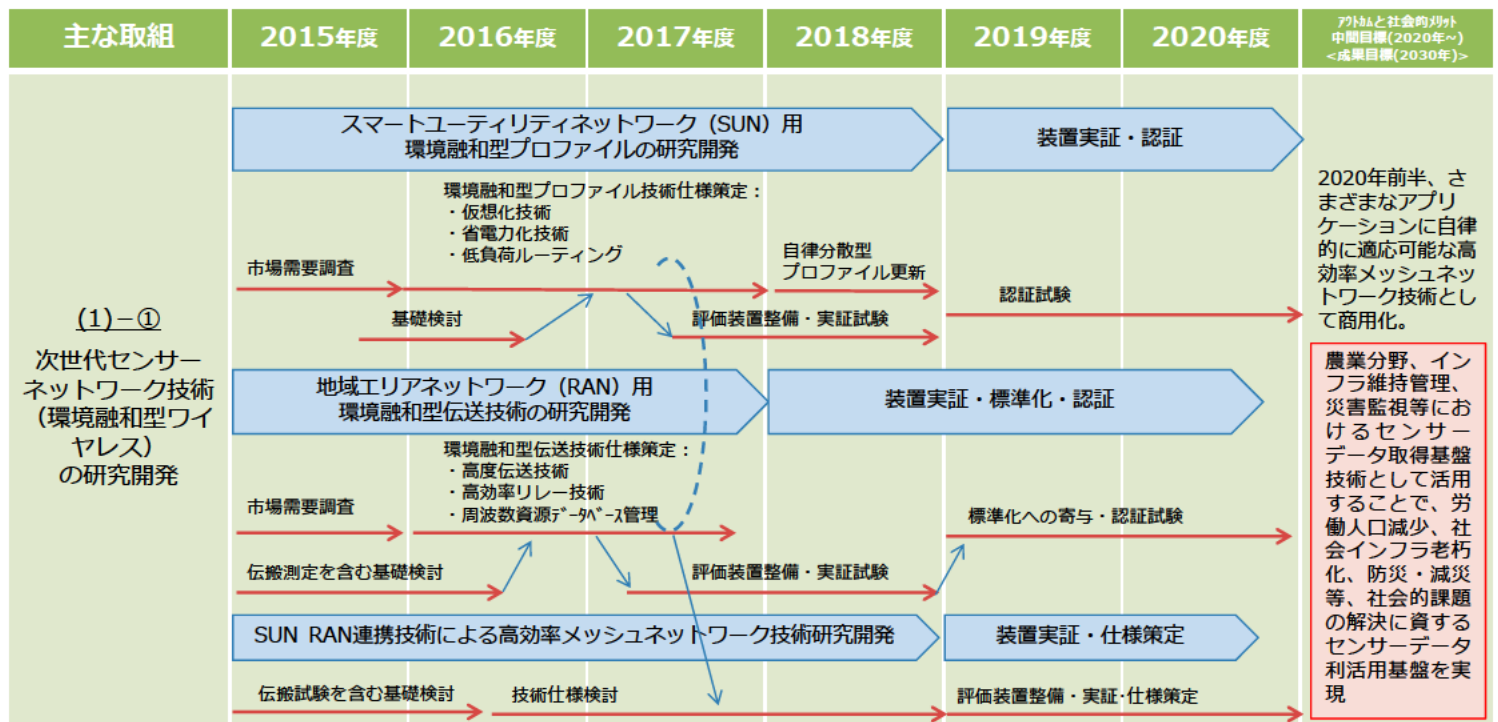 主な取組
2015年度
2016年度
2017年度
2018年度
2019年度
2020年度
ｱｳﾄｶﾑと社会的ﾒﾘｯﾄ
中間目標(2020年~)
<成果目標(2030年)>
(1)－①
次世代センサー
ネットワーク技術
（環境融和型ワイ
ヤレス）
の研究開発
スマートユーティリティネットワーク（SUN）用
環境融和型プロファイルの研究開発
装置実証・認証
環境融和型プロファイル技術仕様策定：
・仮想化技術
・省電力化技術
・低負荷ルーティング
市場需要調査
自律分散型
プロファイル更新
認証試験
基礎検討
評価装置整備・実証試験
地域エリアネットワーク（RAN）用
環境融和型伝送技術の研究開発
装置実証・標準化・認証
環境融和型伝送技術仕様策定：
・高度伝送技術
・高効率リレー技術
・周波数資源ﾃﾞｰﾀﾍﾞｰｽ管理
市場需要調査
標準化への寄与・認証試験
伝搬測定を含む基礎検討
評価装置整備・実証試験
SUN RAN連携技術による高効率メッシュネットワーク技術研究開発
装置実証・仕様策定
伝搬試験を含む基礎検討
技術仕様検討
評価装置整備・実証･仕様策定
2020年前半、さ
まざまなアプリ
ケーションに自律
的に適応可能な高
効率メッシュネッ
トワーク技術とし
て商用化。
農業分野、イン
フラ維持管理、
災害監視等にお
けるセンサー
データ取得基盤
技術として活用
することで、労
働人口減少、社
会インフラ老朽
化、防災・減災
等、社会的課題
の解決に資する
センサーデータ
利活用基盤を実
現